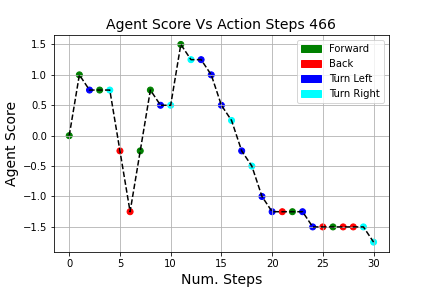 Agent Score Vs Action Steps 466
Agent Score
1.5
1.0
0.5
0.0
−0.5
−1.0
−1.5
Forward
Back
Turn Left
Turn Right
0 5 10 15 20 25 30
Num. Steps